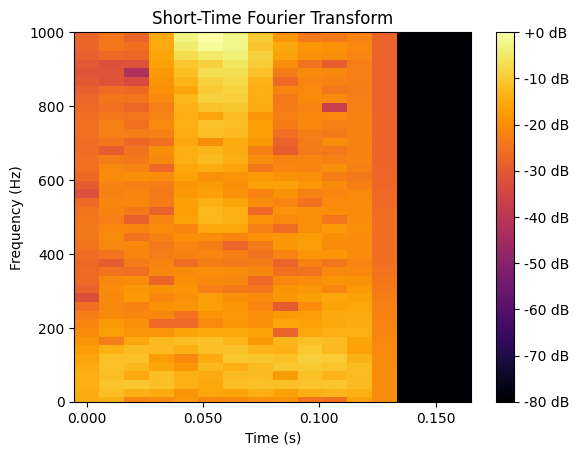 Short-Time Fourier Transform
1000
800
600
400
200
0
Frequency (Hz)
0.000
0.050
0.100
0.150
Time (s)
+0 dB
-10 dB
-20 dB
-30 dB
-40 dB
-50 dB
-60 dB
-70 dB
-80 dB